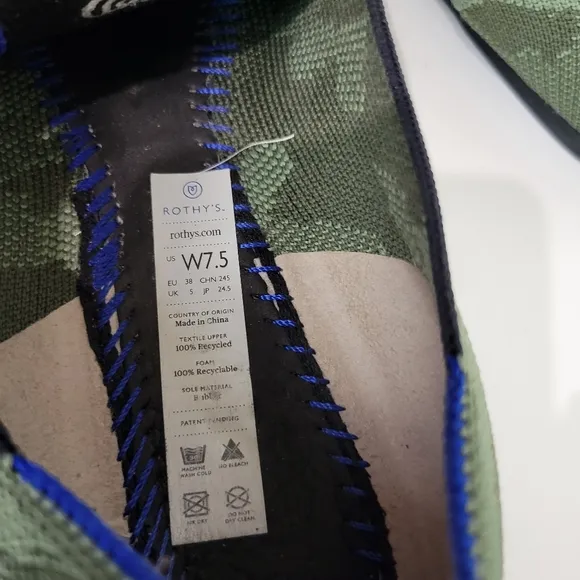 ROTHY'S™
rothys.com
US W7.5
EU 38 CHN 245
UK 5 JP 24.5
COUNTRY OF ORIGIN
Made in China
TEXTILE UPPER
100% Recycled
FOAM
100% Recyclable
SOLE MATERIAL
PATENT PENDING
MACHINE WASH COLD
NO BLEACH
AIR DRY
DO NOT DRY CLEAN